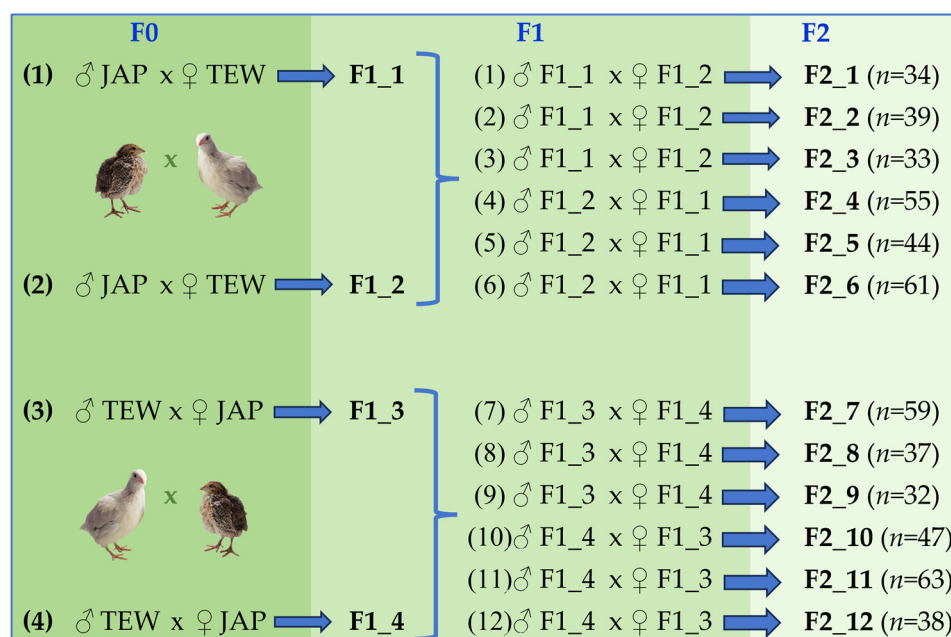 F0 F1 F2
(1) ♂ JAP x ♀ TEW F1_1 (1) ♂ F1_1 x ♀ F1_2 F2_1 (n=34)
(2) ♂ F1_1 x ♀ F1_2 F2_2 (n=39)
x (3) ♂ F1_1 x ♀ F1_2 F2_3 (n=33)
(4) ♂ F1_2 x ♀ F1_1 F2_4 (n=55)
(5) ♂ F1_2 x ♀ F1_1 F2_5 (n=44)
(2) ♂ JAP x ♀ TEW F1_2 (6) ♂ F1_2 x ♀ F1_1 F2_6 (n=61)
(3) ♂ TEW x ♀ JAP F1_3 (7) ♂ F1_3 x ♀ F1_4 F2_7 (n=59)
(8) ♂ F1_3 x ♀ F1_4 F2_8 (n=37)
x (9) ♂ F1_3 x ♀ F1_4 F2_9 (n=32)
(10)♂ F1_4 x ♀ F1_3 F2_10 (n=47)
(11)♂ F1_4 x ♀ F1_3 F2_11 (n=63)
(4) ♂ TEW x ♀ JAP F1_4 (12)♂ F1_4 x ♀ F1_3 F2_12 (n=38